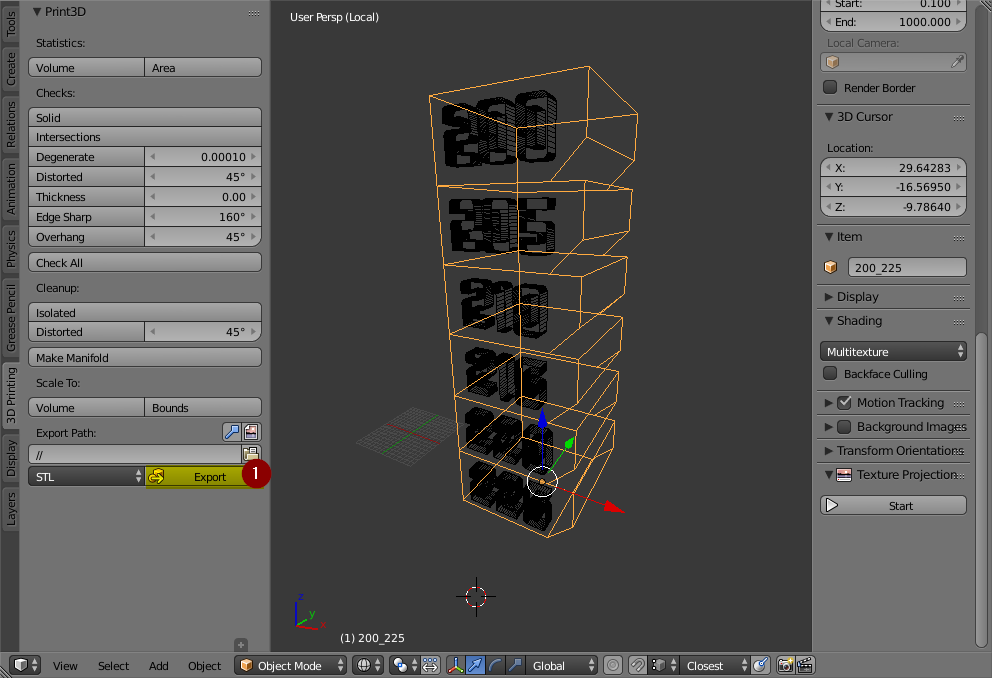 Tools
Create
Relations
Animation
Physics
Grease Pencil
3D Printing
Display
Layers
Print3D
Statistics:
Volume Area
Checks:
Solid
Intersections
Degenerate 0.00010
Distorted 45°
Thickness 0.00
Edge Sharp 160°
Overhang 45°
Check All
Cleanup:
Isolated
Distorted 45°
Make Manifold
Scale To:
Volume Bounds
Export Path:
//
STL Export 1
User Persp (Local)
200
205
210
z
y
x
(1) 200_225
View Select Add Object Object Mode Global Closest
Start: 0.100
End: 1000.000
Local Camera:
Render Border
3D Cursor
Location:
X: 29.64283
Y: -16.56950
Z: -9.78640
Item
200_225
Display
Shading
Multitexture
Backface Culling
Motion Tracking
Background Images
Transform Orientations
Texture Projection
Start